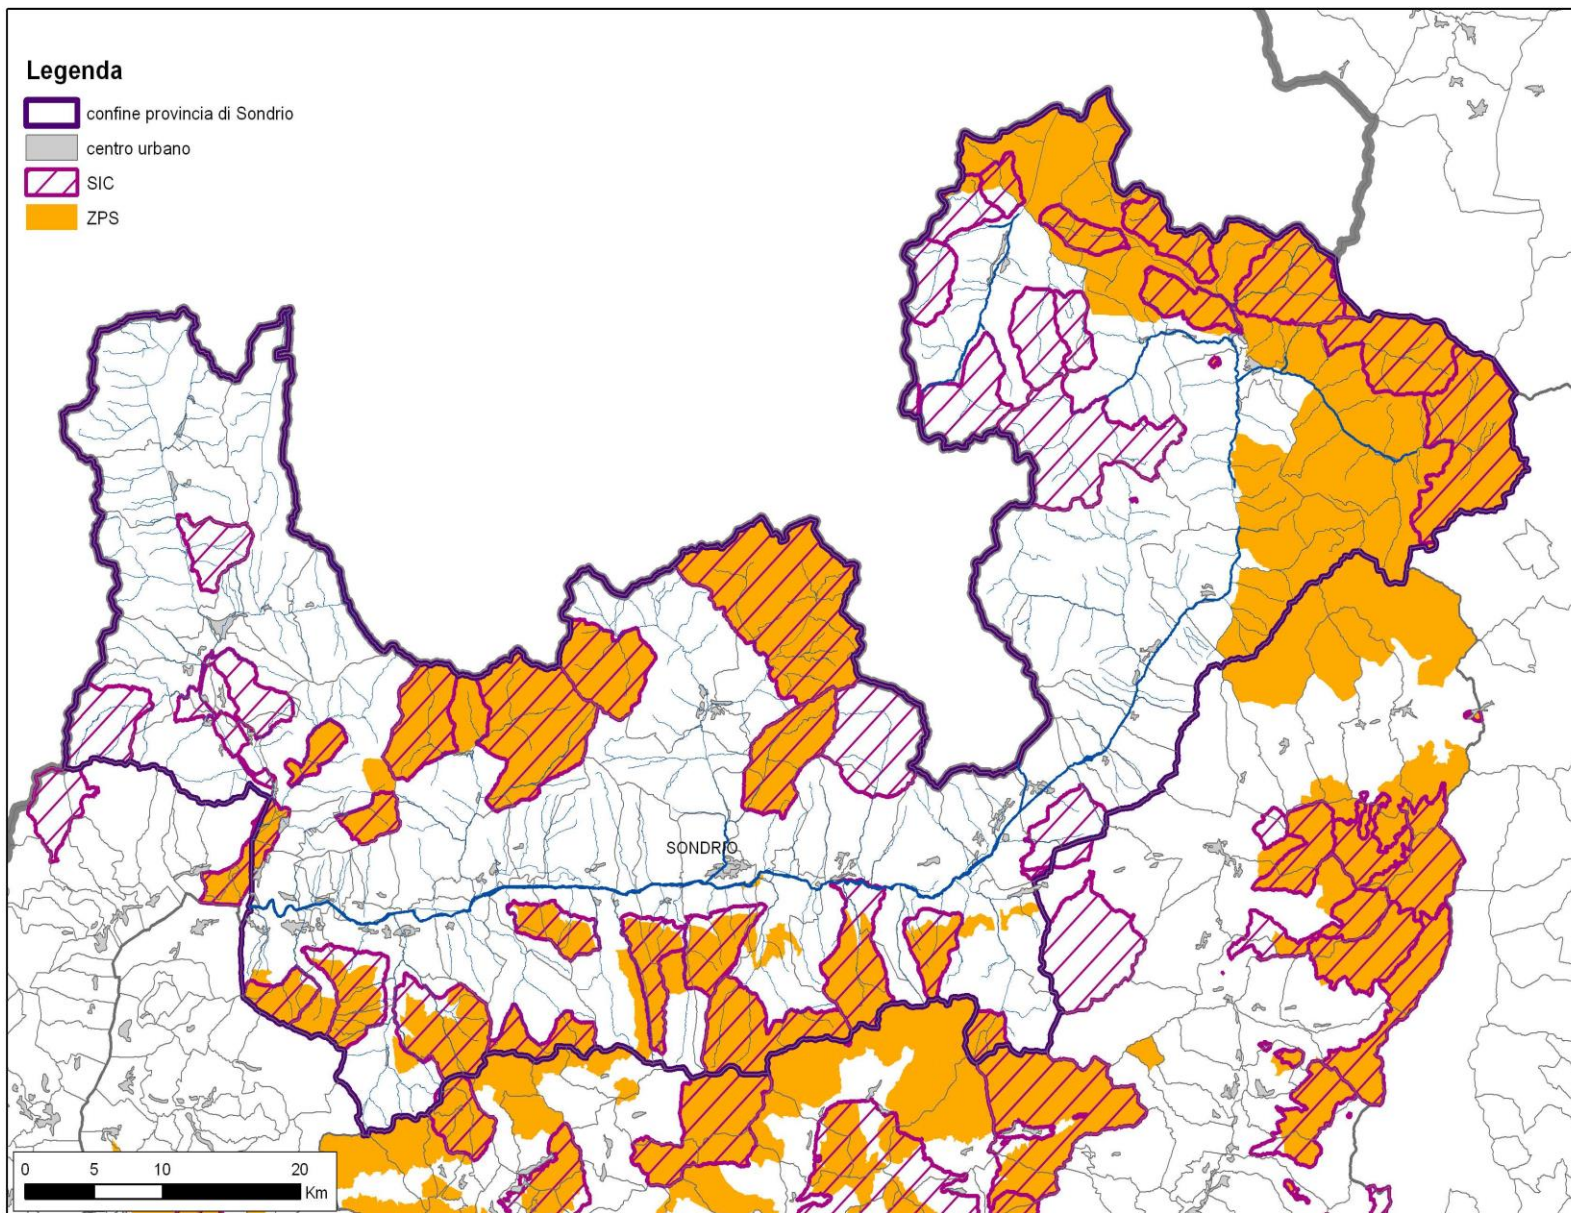 Legenda
confine provincia di Sondrio
centro urbano
SIC
ZPS
SONDRIO
0 5 10 20
Km